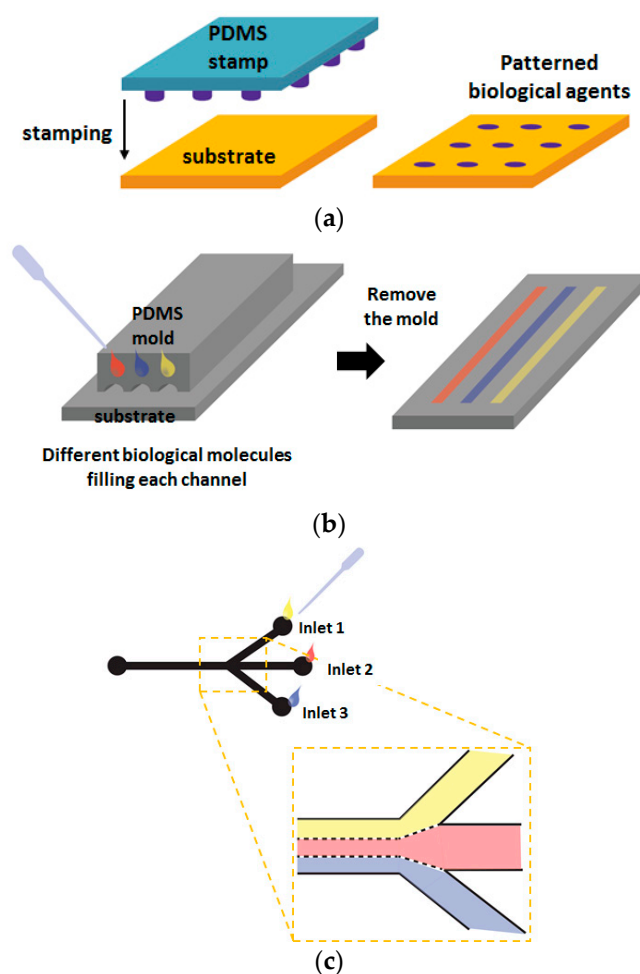 PDMS
stamp
stamping
substrate
Patterned
biological agents
(a)
PDMS
mold
substrate
Different biological molecules
filling each channel
Remove
the mold
(b)
Inlet 1
Inlet 2
Inlet 3
(c)